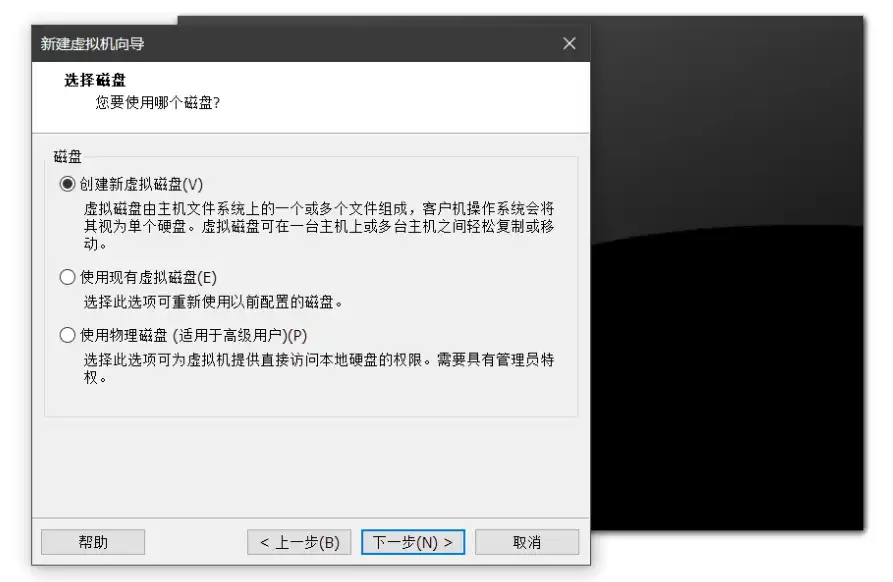 新建虚拟机向导
选择磁盘
您要使用哪个磁盘?
磁盘
创建新虚拟磁盘(V)
虚拟磁盘由主机文件系统上的一个或多个文件组成，客户机操作系统会将
其视为单个硬盘。虚拟磁盘可在一台主机上或多台主机之间轻松复制或移
动。
使用现有虚拟磁盘(E)
选择此选项可重新使用以前配置的磁盘。
使用物理磁盘 (适用于高级用户)(P)
选择此选项可为虚拟机提供直接访问本地硬盘的权限。需要具有管理员特
权。
帮助
< 上一步(B)
下一步(N) >
取消